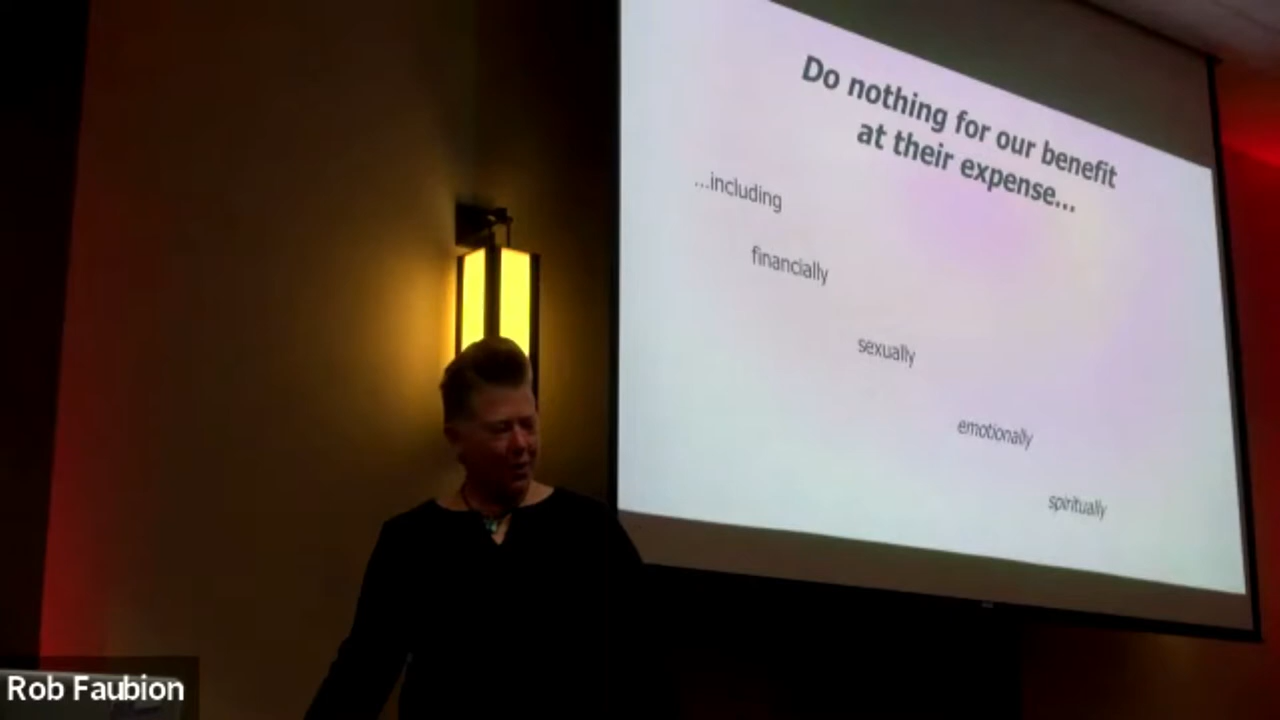 Do nothing for our benefit
at their expense...
...including
financially
sexually
emotionally
spiritually
Rob Faubion